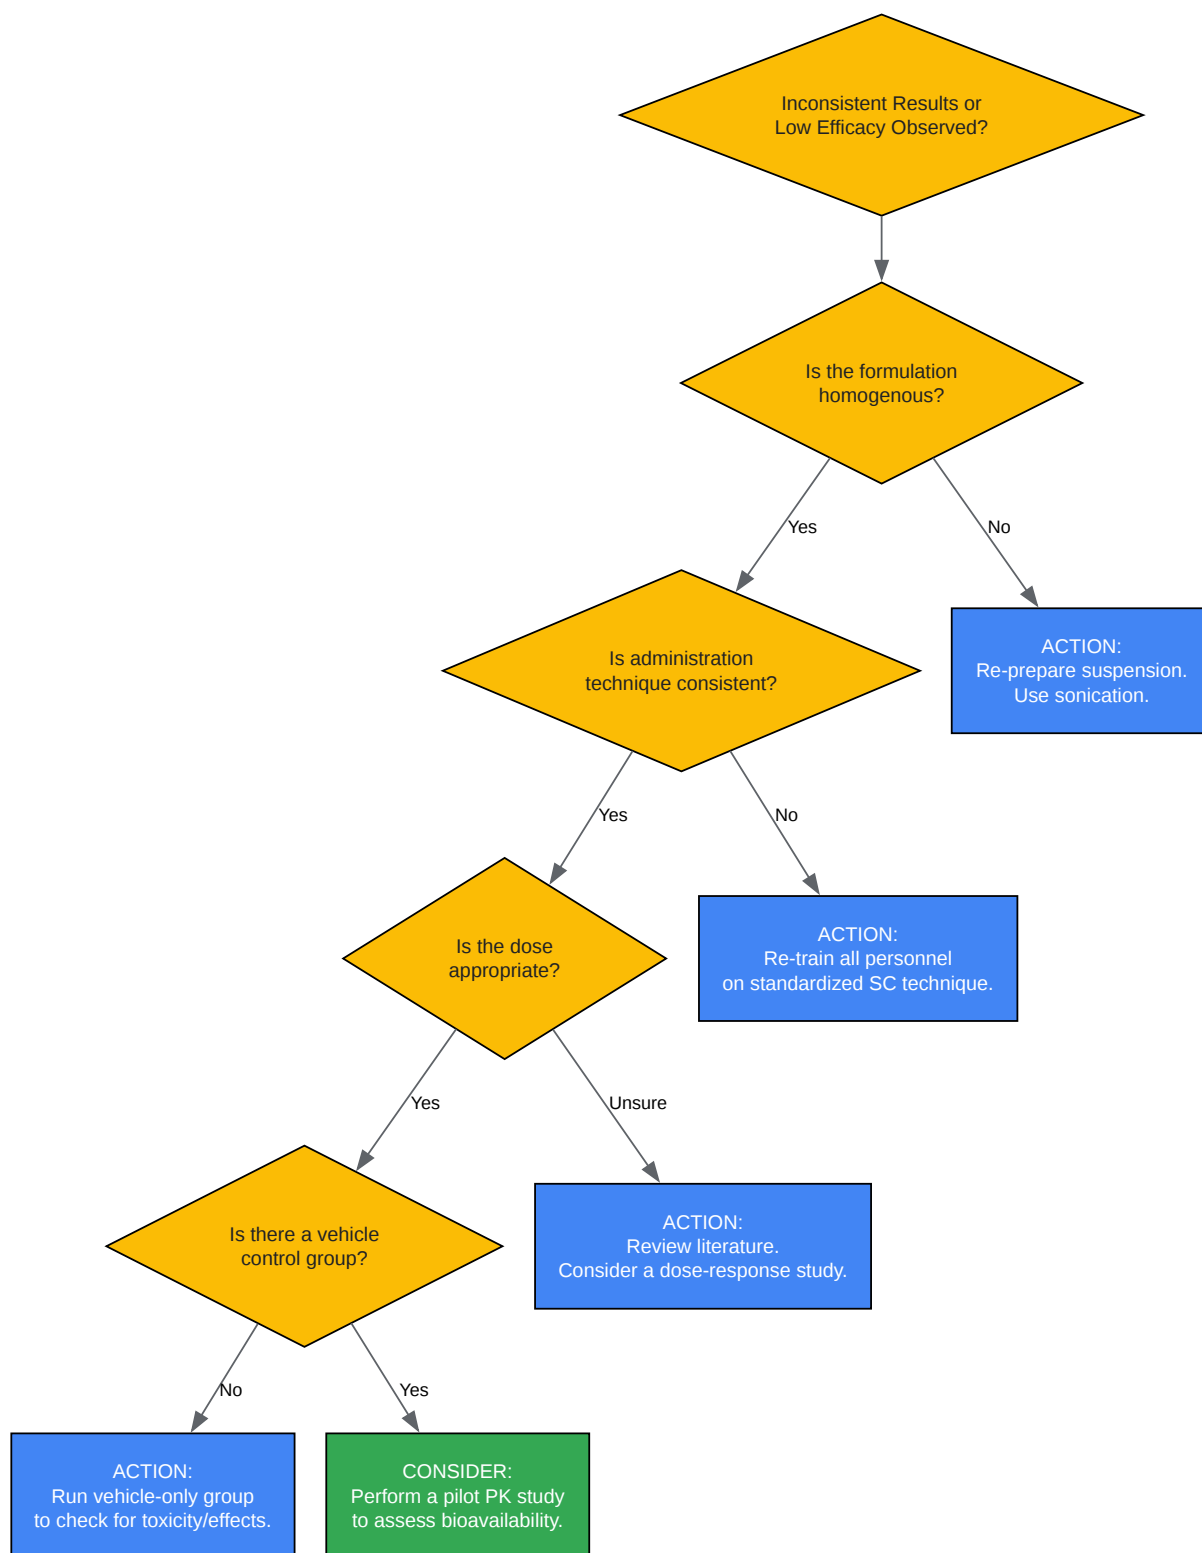 Inconsistent Results or
Low Efficacy Observed?
Is the formulation
homogenous?
Yes
No
Is administration
technique consistent?
ACTION:
Re-prepare suspension.
Use sonication.
Yes
No
Is the dose
appropriate?
ACTION:
Re-train all personnel
on standardized SC technique.
Yes
Unsure
Is there a vehicle
control group?
ACTION:
Review literature.
Consider a dose-response study.
No
Yes
ACTION:
Run vehicle-only group
to check for toxicity/effects.
CONSIDER:
Perform a pilot PK study
to assess bioavailability.